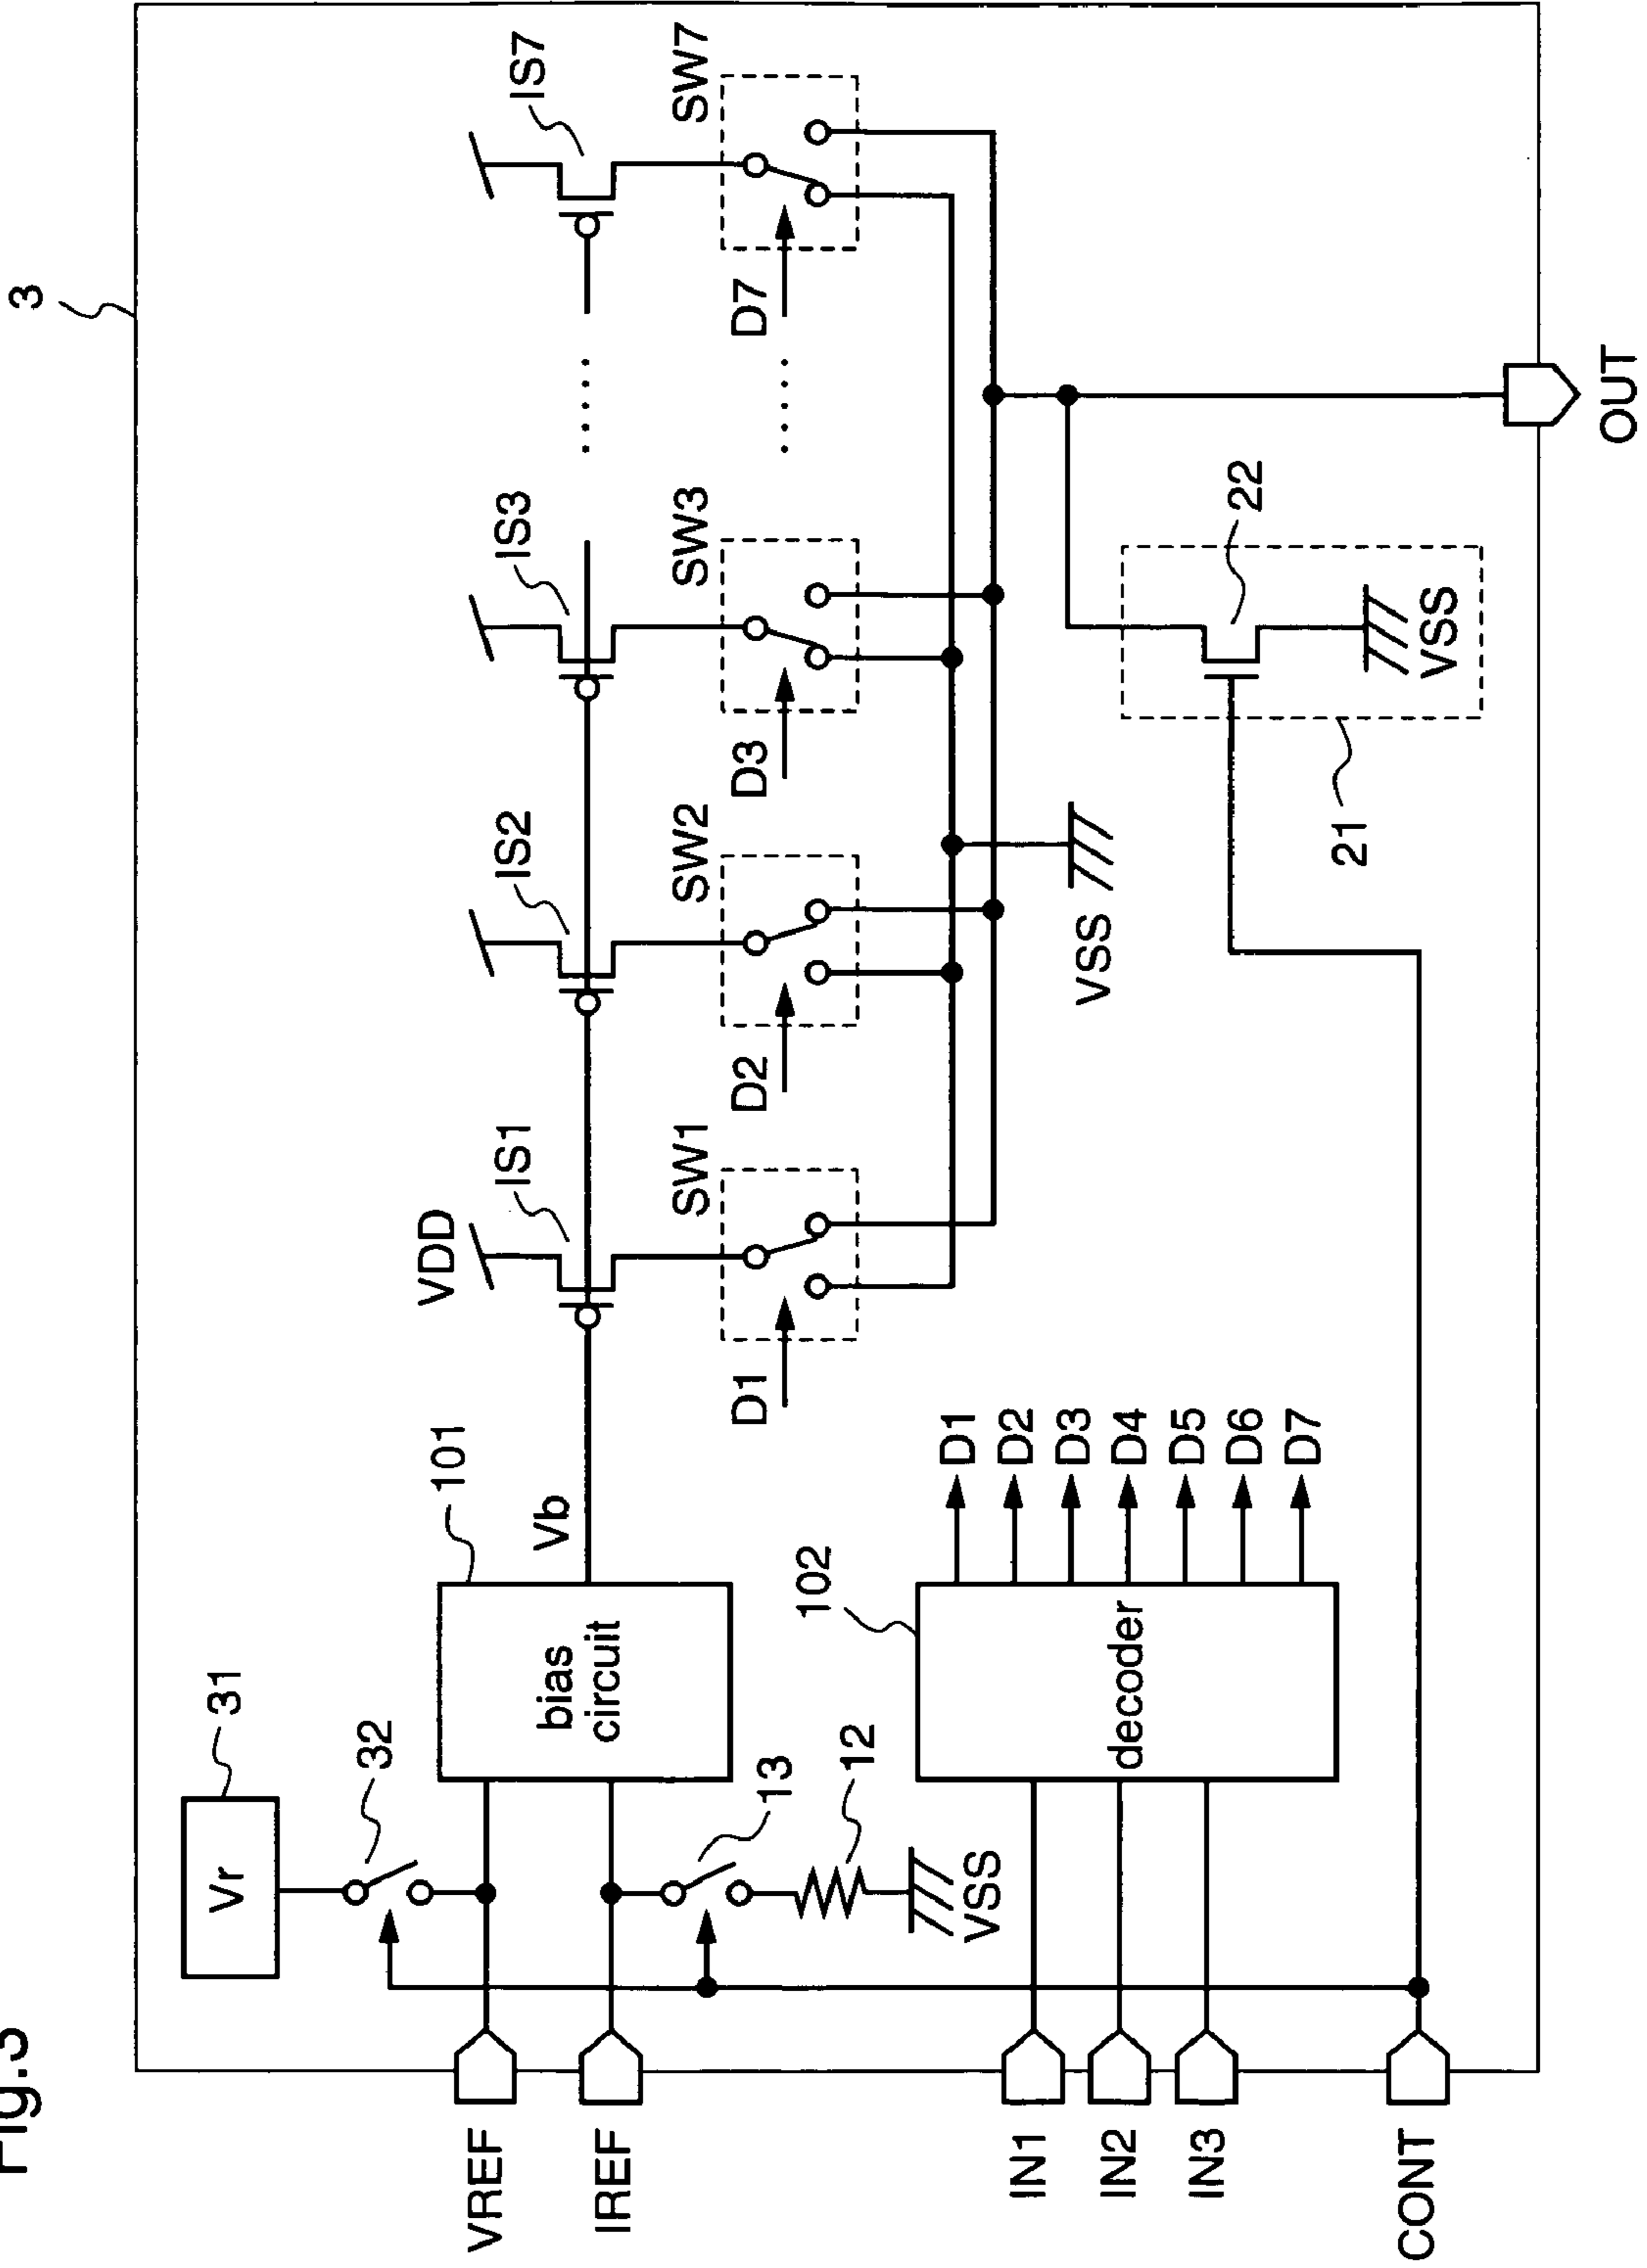 Fig.3
3
31
Vr
32
VREF
IREF
101
bias
circuit
Vb
VDD
IS1
IS2
IS3
IS7
SW1
SW2
SW3
SW7
D1
D2
D3
D7
13
12
VSS
102
decoder
D1
D2
D3
D4
D5
D6
D7
IN1
IN2
IN3
VSS
21
22
VSS
CONT
OUT